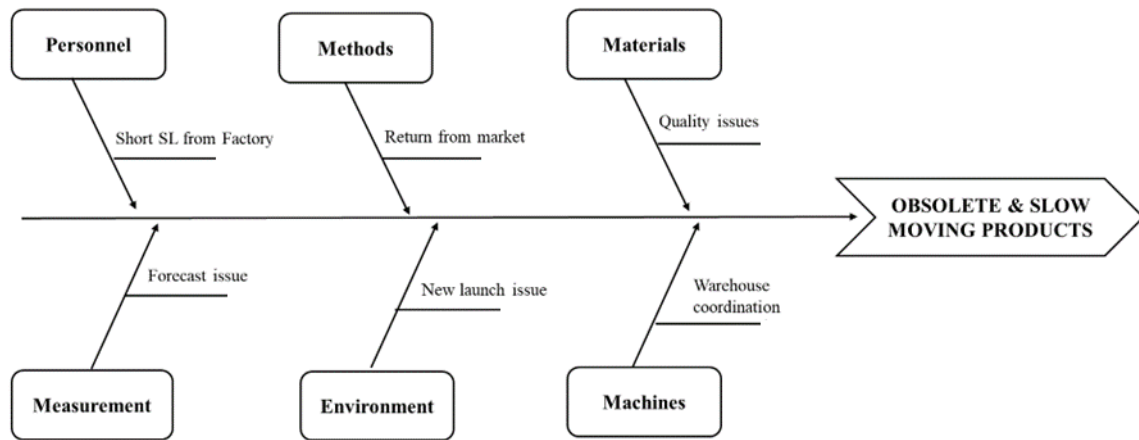 Personnel
Methods
Materials
Short SL from Factory
Return from market
Quality issues
OBSOLETE & SLOW
MOVING PRODUCTS
Forecast issue
New launch issue
Warehouse
coordination
Measurement
Environment
Machines